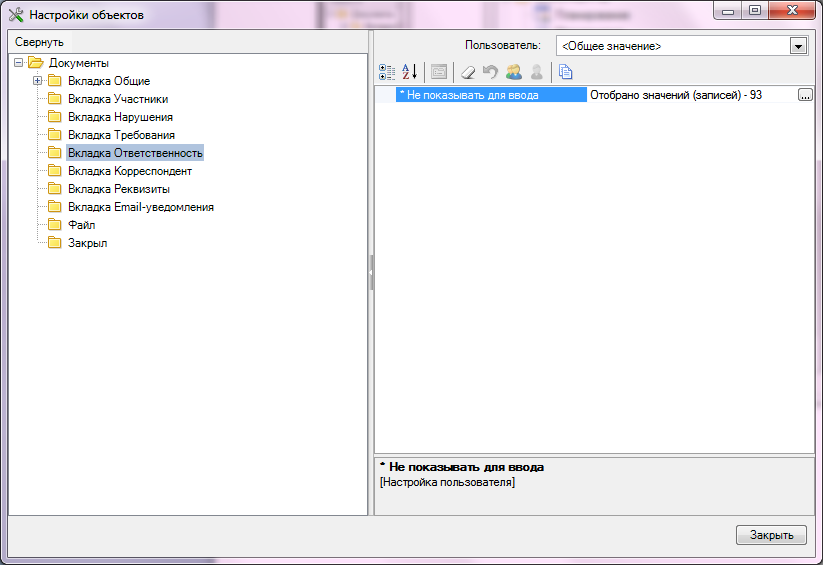 Настройки объектов
Свернуть
Документы
Вкладка Общие
Вкладка Участники
Вкладка Нарушения
Вкладка Требования
Вкладка Ответственность
Вкладка Корреспондент
Вкладка Реквизиты
Вкладка Email-уведомления
Файл
Закрыл
Пользователь: <Общее значение>
* Не показывать для ввода Отобрано значений (записей) - 93 ...
* Не показывать для ввода
[Настройка пользователя]
Закрыть